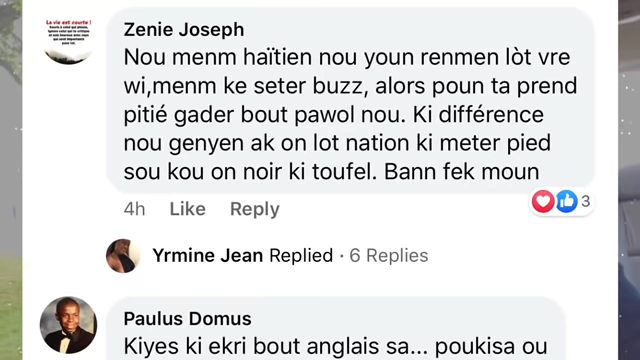 La vie est courte !
Zenie Joseph
Nou menm haïtien nou youn renmen lòt vre
wi,menm ke seter buzz, alors poun ta prend
pitié gader bout pawol nou. Ki différence
nou genyen ak on lot nation ki meter pied
sou kou on noir ki toufel. Bann fek moun
4h Like Reply
3
Yrmine Jean Replied · 6 Replies
Paulus Domus
Kiyes ki ekri bout anglais sa... poukisa ou